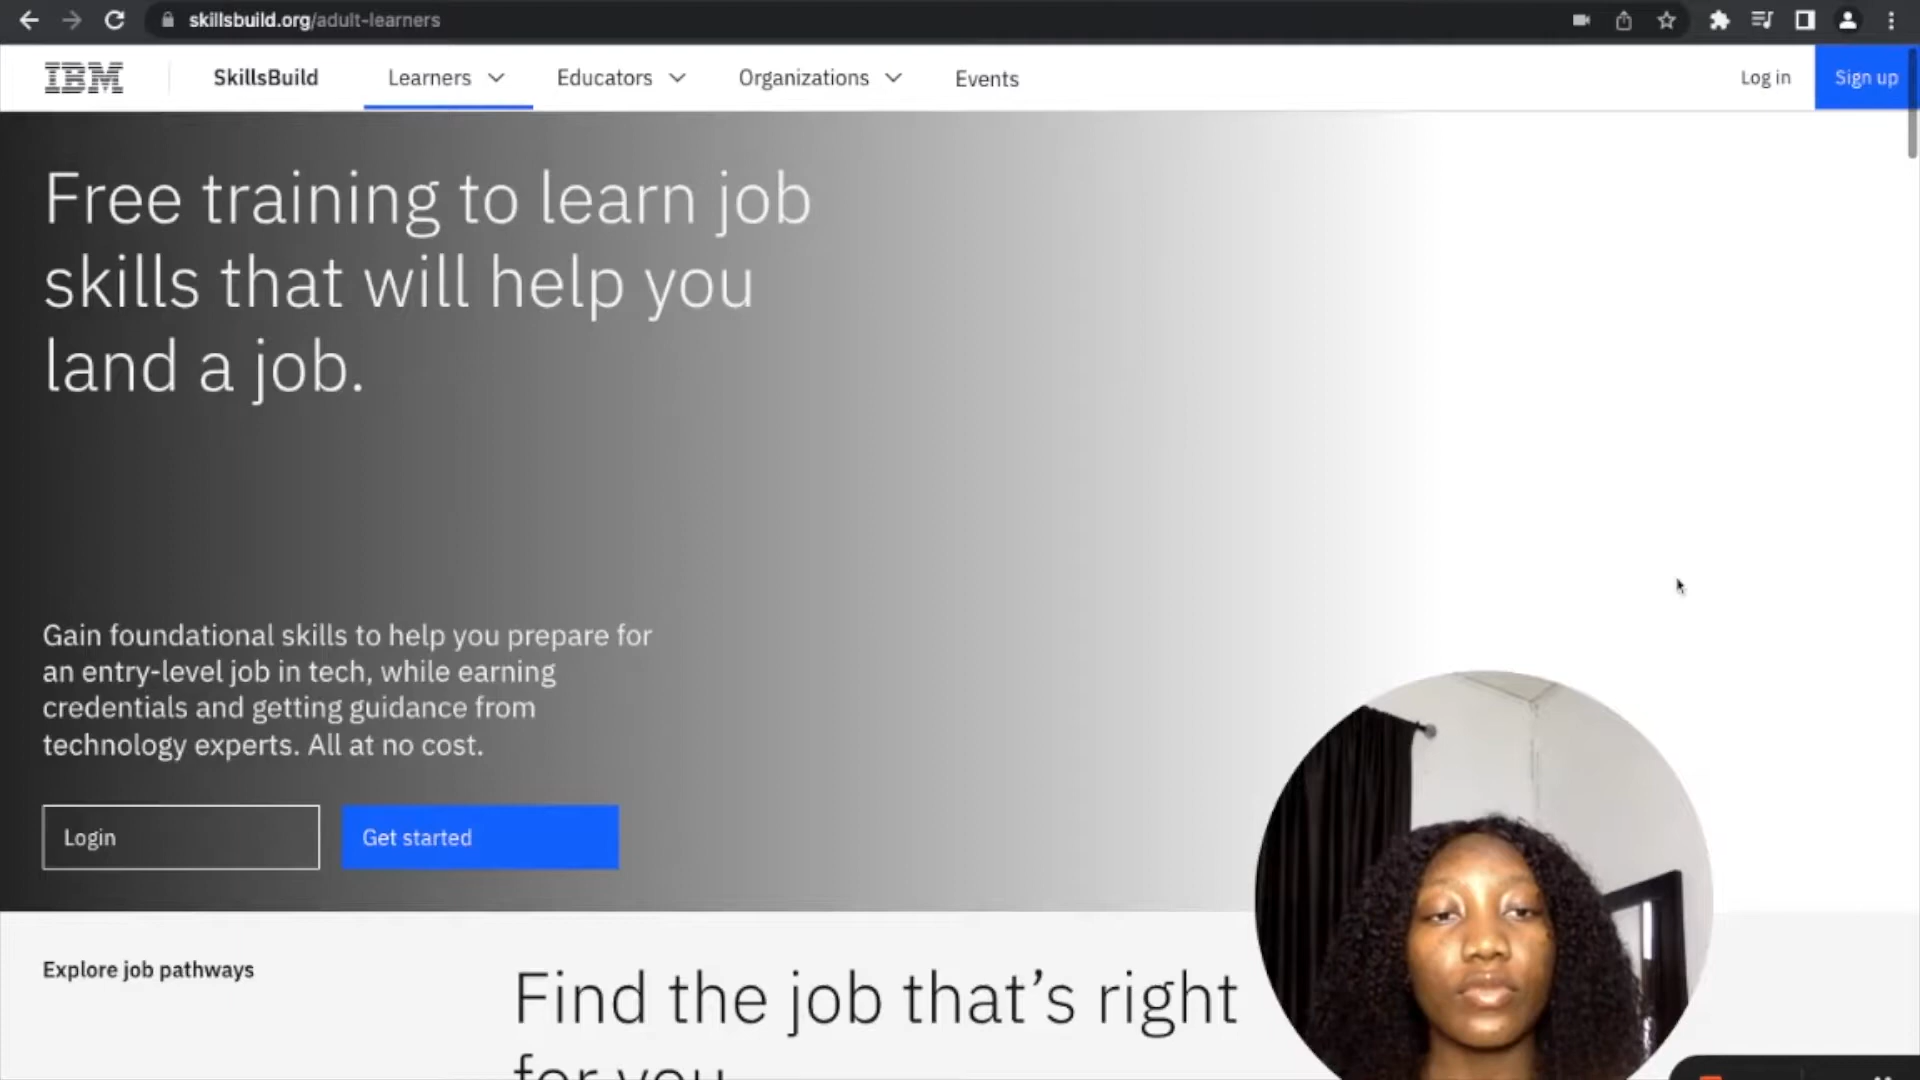 skillsbuild.org/adult-learners
IBM SkillsBuild Learners Educators Organizations Events Log in Sign up
Free training to learn job
skills that will help you
land a job.
Gain foundational skills to help you prepare for
an entry-level job in tech, while earning
credentials and getting guidance from
technology experts. All at no cost.
Login Get started
Explore job pathways
Find the job that's right
for you